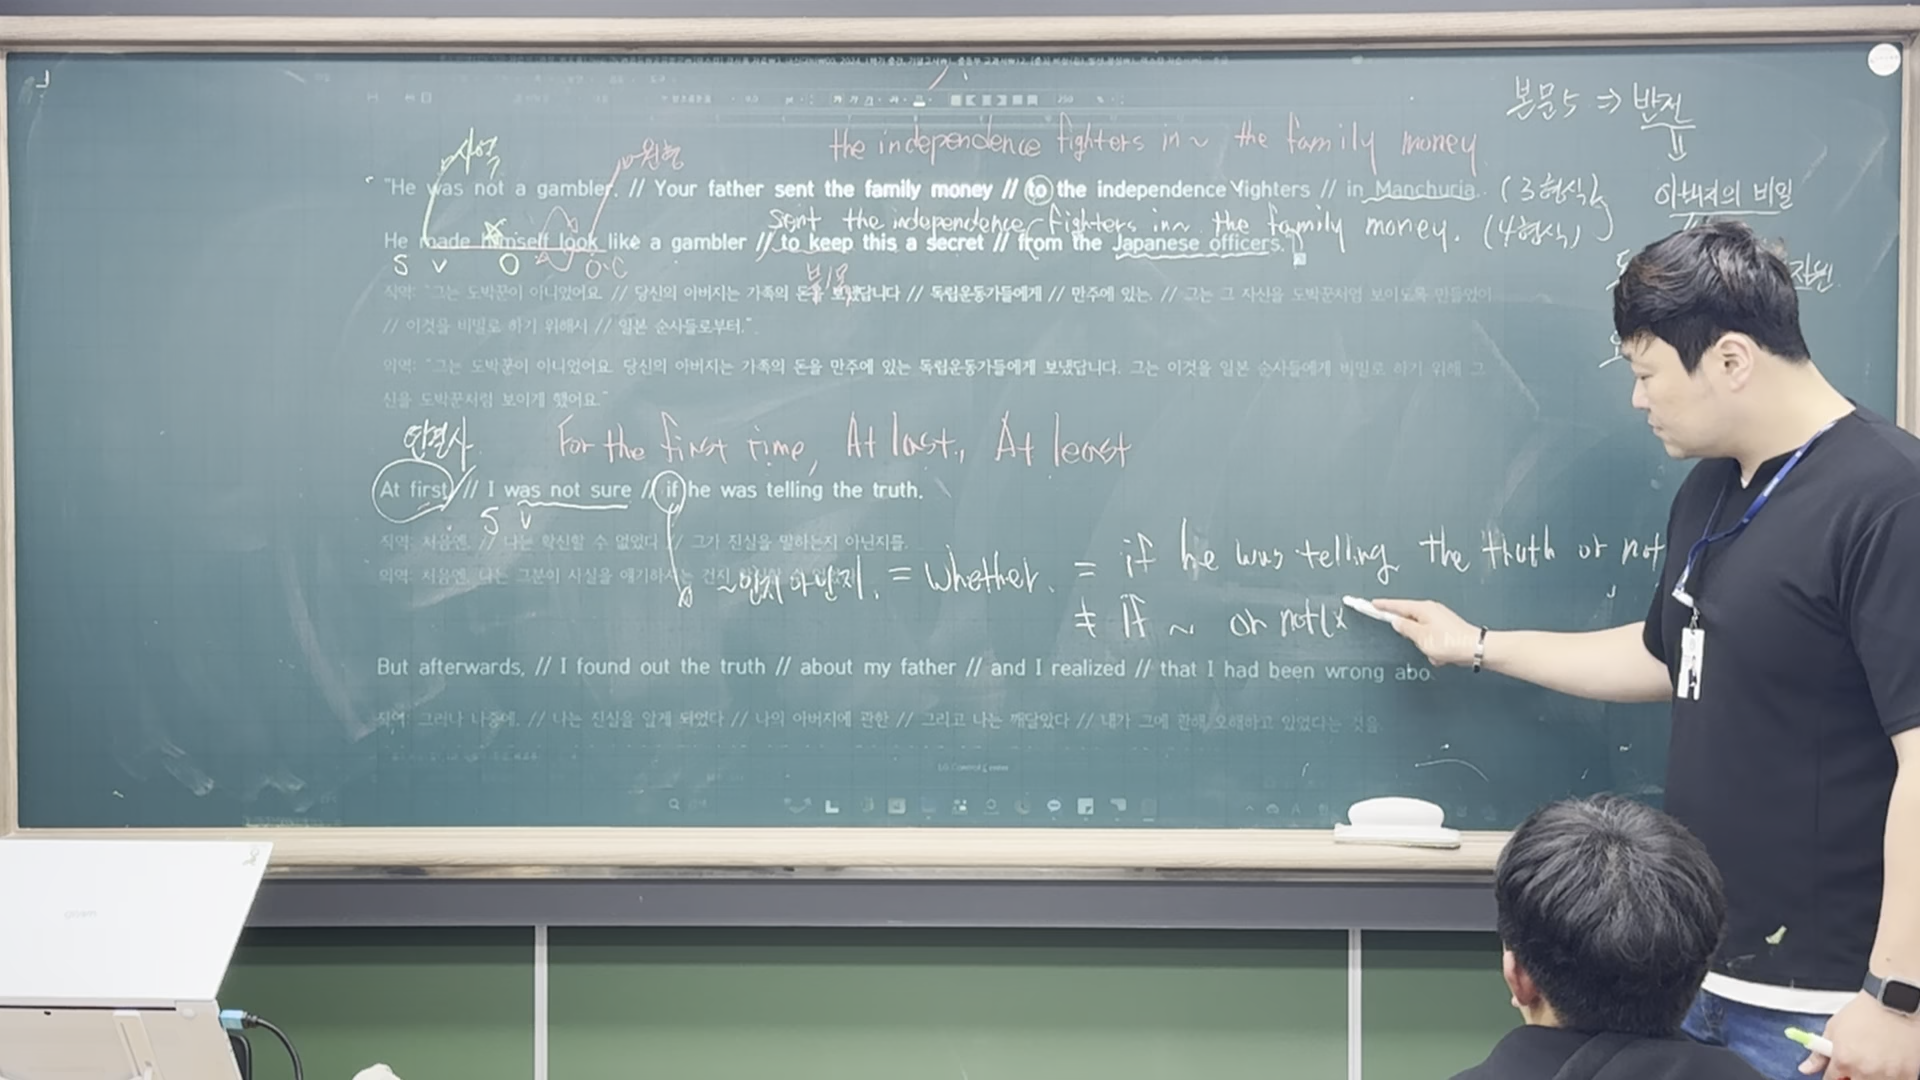 본문5 ⇒ 반전
the independence fighters in ~ the family money
사역
원형
"He was not a gambler. // Your father sent the family money // to the independence fighters // in Manchuria. (3형식)
아버지의 비밀
sent the independence fighters in ~ the family money. (4형식)
He made himself look like a gambler // to keep this a secret // from the Japanese officers."
S V O O·C
직역: "그는 도박꾼이 아니었어요. // 당신의 아버지는 가족의 돈을 보냈답니다 // 독립운동가들에게 // 만주에 있는. // 그는 그 자신을 도박꾼처럼 보이도록 만들었어
// 이것을 비밀로 하기 위해서 // 일본 순사들로부터."
의역: "그는 도박꾼이 아니었어요. 당신의 아버지는 가족의 돈을 만주에 있는 독립운동가들에게 보냈답니다. 그는 이것을 일본 순사들에게 비밀로 하기 위해 그
신을 도박꾼처럼 보이게 했어요."
연결사 For the first time, At last, At least
At first, // I was not sure // if he was telling the truth.
S V
직역: 처음엔, // 나는 확신할 수 없었다 // 그가 진실을 말하는지 아닌지를.
~인지 아닌지. = whether. = if he was telling the truth or not
≠ if ~ or not(x
But afterwards, // I found out the truth // about my father // and I realized // that I had been wrong abo
직역: 그러나 나중에, // 나는 진실을 알게 되었다 // 나의 아버지에 관한 // 그리고 나는 깨달았다 // 내가 그에 관해 오해하고 있었다는 것을.
gram